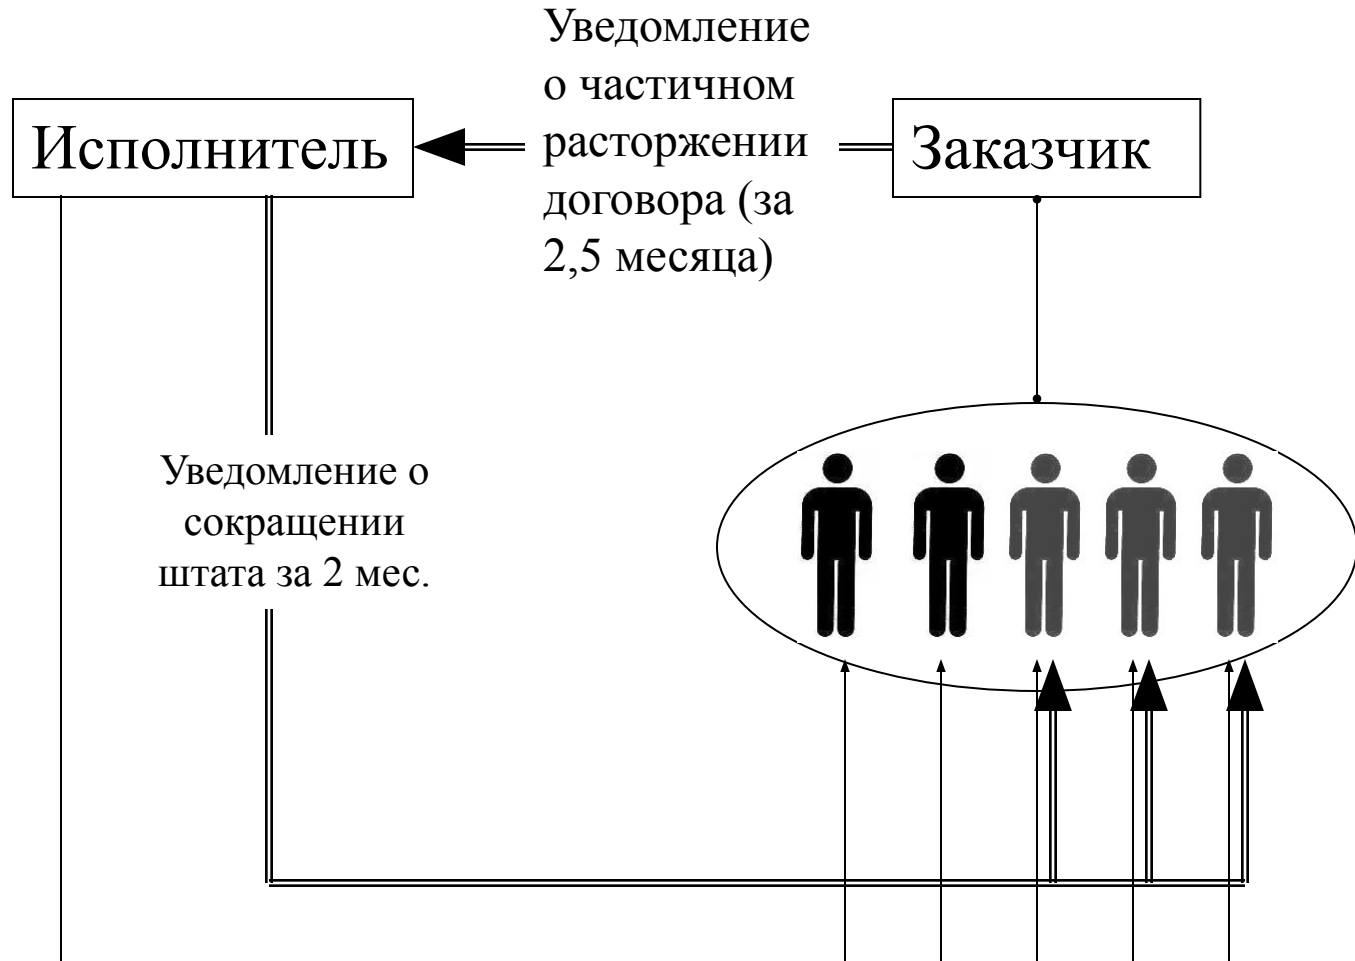 Уведомление
о частичном
расторжении
договора (за
2,5 месяца)
Исполнитель
Заказчик
Уведомление о
сокращении
штата за 2 мес.